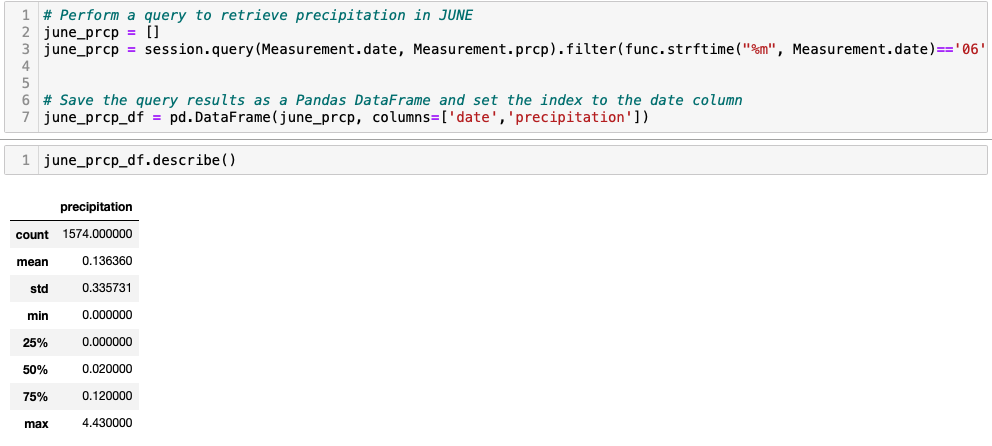 1 # Perform a query to retrieve precipitation in JUNE
2 june_prcp = []
3 june_prcp = session.query(Measurement.date, Measurement.prcp).filter(func.strftime("%m", Measurement.date)=='06'
4
5
6 # Save the query results as a Pandas DataFrame and set the index to the date column
7 june_prcp_df = pd.DataFrame(june_prcp, columns=['date','precipitation'])
1 june_prcp_df.describe()
precipitation
count 1574.000000
mean 0.136360
std 0.335731
min 0.000000
25% 0.000000
50% 0.020000
75% 0.120000
max 4.430000